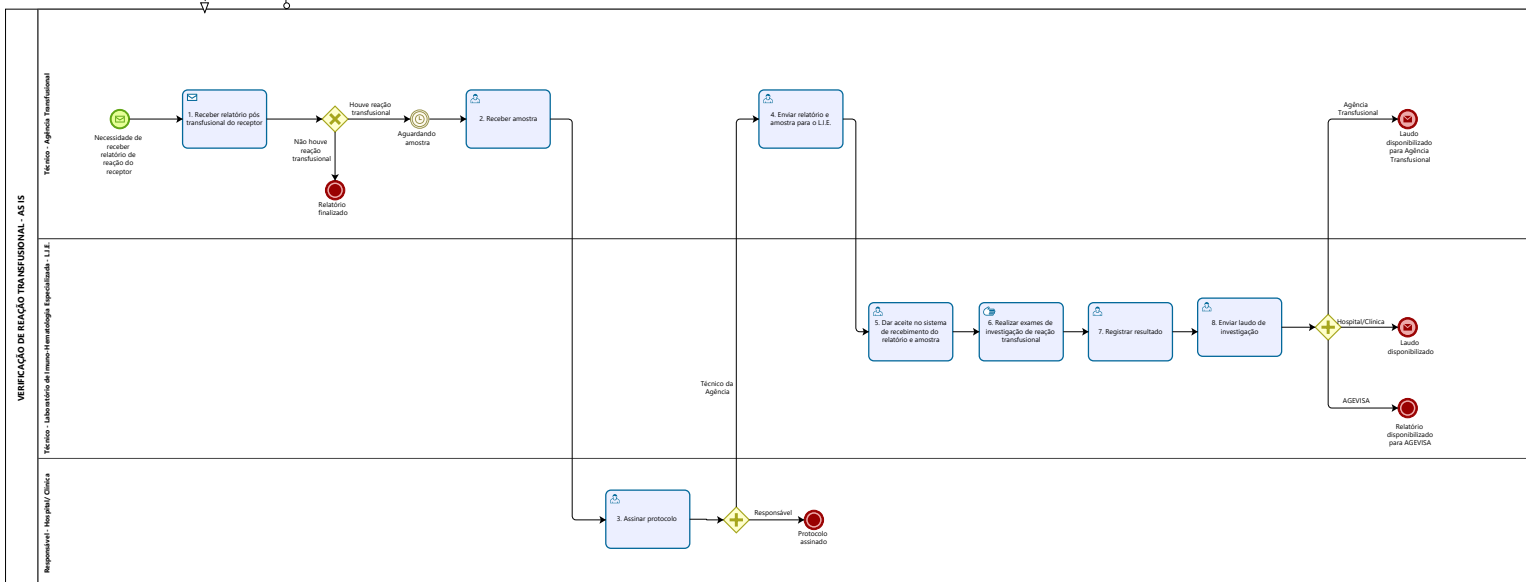 VERIFICAÇÃO DE REAÇÃO TRANSFUSIONAL - AS IS
Técnico - Agência Transfusional
Necessidade de
receber
relatório de
reação do
receptor
1. Receber relatório pós
transfusional do receptor
Houve reação
transfusional
Não houve
reação
transfusional
Relatório
finalizado
Aguardando
amostra
2. Receber amostra
4. Enviar relatório e
amostra para o L.I.E.
Agência
Transfusional
Laudo
disponibilizado
para Agência
Transfusional
Técnico - Laboratório de Imuno-Hematologia Especializada - L.I.E.
5. Dar aceite no sistema
de recebimento do
relatório e amostra
6. Realizar exames de
investigação de reação
transfusional
7. Registrar resultado
8. Enviar laudo de
investigação
Hospital/Clínica
Laudo
disponibilizado
AGEVISA
Relatório
disponibilizado
para AGEVISA
Técnico da
Agência
Responsável - Hospital/ Clínica
3. Assinar protocolo
Responsável
Protocolo
assinado